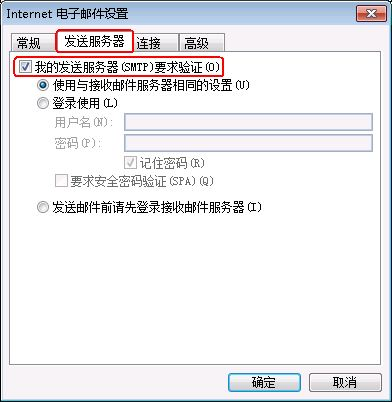 Internet 电子邮件设置
常规 发送服务器 连接 高级
我的发送服务器(SMTP)要求验证(O)
使用与接收邮件服务器相同的设置(U)
登录使用(L)
用户名(N):
密码(P):
记住密码(R)
要求安全密码验证(SPA)(Q)
发送邮件前请先登录接收邮件服务器(I)
确定 取消